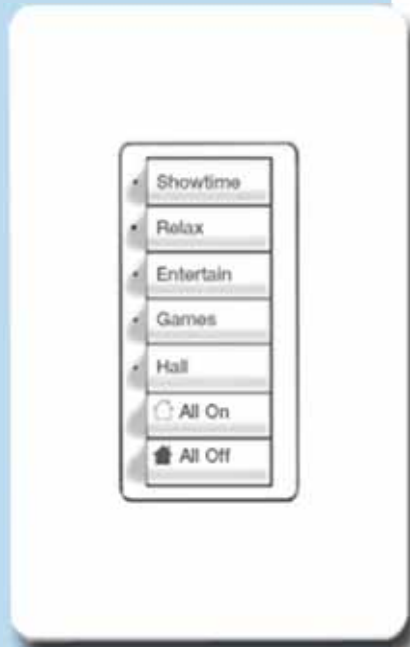 Showtime
Relax
Entertain
Games
Hall
All On
All Off